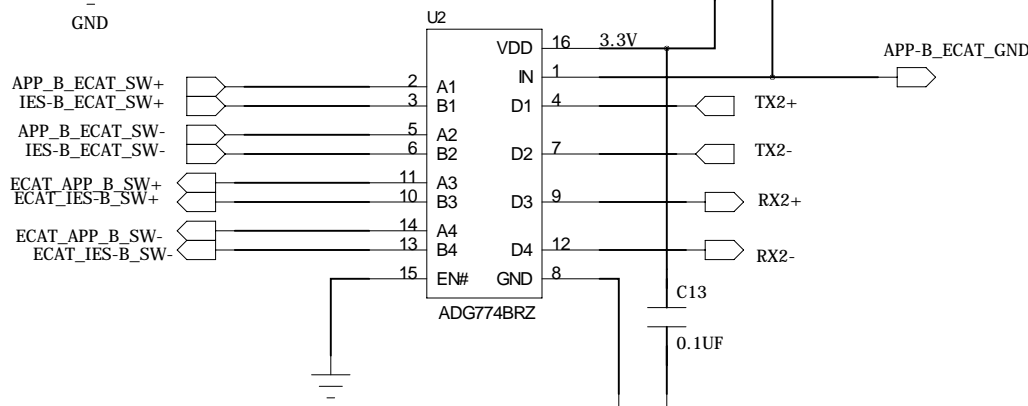 GND
U2
VDD 16 3.3V
APP-B_ECAT_GND
IN 1
APP_B_ECAT_SW+ 2 A1
IES-B_ECAT_SW+ 3 B1
D1 4 TX2+
APP_B_ECAT_SW- 5 A2
IES-B_ECAT_SW- 6 B2
D2 7 TX2-
ECAT_APP_B_SW+ 11 A3
ECAT_IES-B_SW+ 10 B3
D3 9 RX2+
ECAT_APP_B_SW- 14 A4
ECAT_IES-B_SW- 13 B4
D4 12 RX2-
15 EN# GND 8
C13
ADG774BRZ
0.1UF